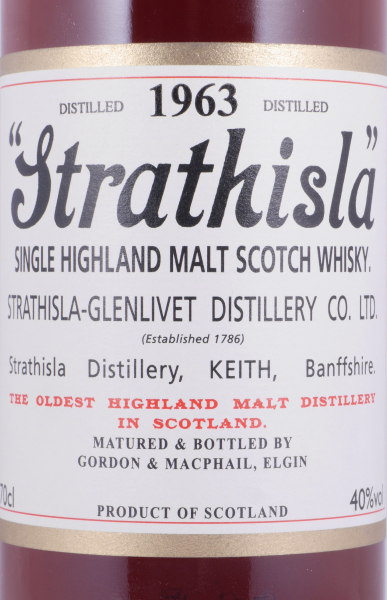 DISTILLED 1963 DISTILLED
"Strathisla"
SINGLE HIGHLAND MALT SCOTCH WHISKY.
STRATHISLA-GLENLIVET DISTILLERY CO. LTD.
(Established 1786)
Strathisla Distillery, KEITH, Banffshire.
THE OLDEST HIGHLAND MALT DISTILLERY
IN SCOTLAND.
MATURED & BOTTLED BY
GORDON & MACPHAIL, ELGIN
70cl 40%vol
PRODUCT OF SCOTLAND